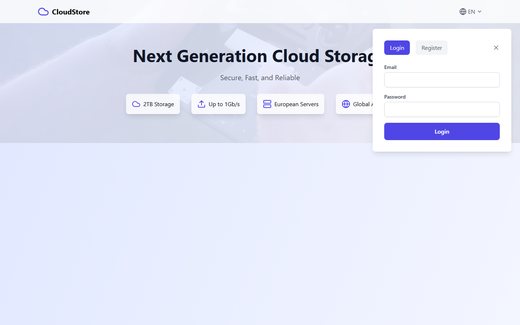 CloudStore
EN
Next Generation Cloud Storag
Secure, Fast, and Reliable
2TB Storage
Up to 1Gb/s
European Servers
Global A
Login
Register
Email
Password
Login